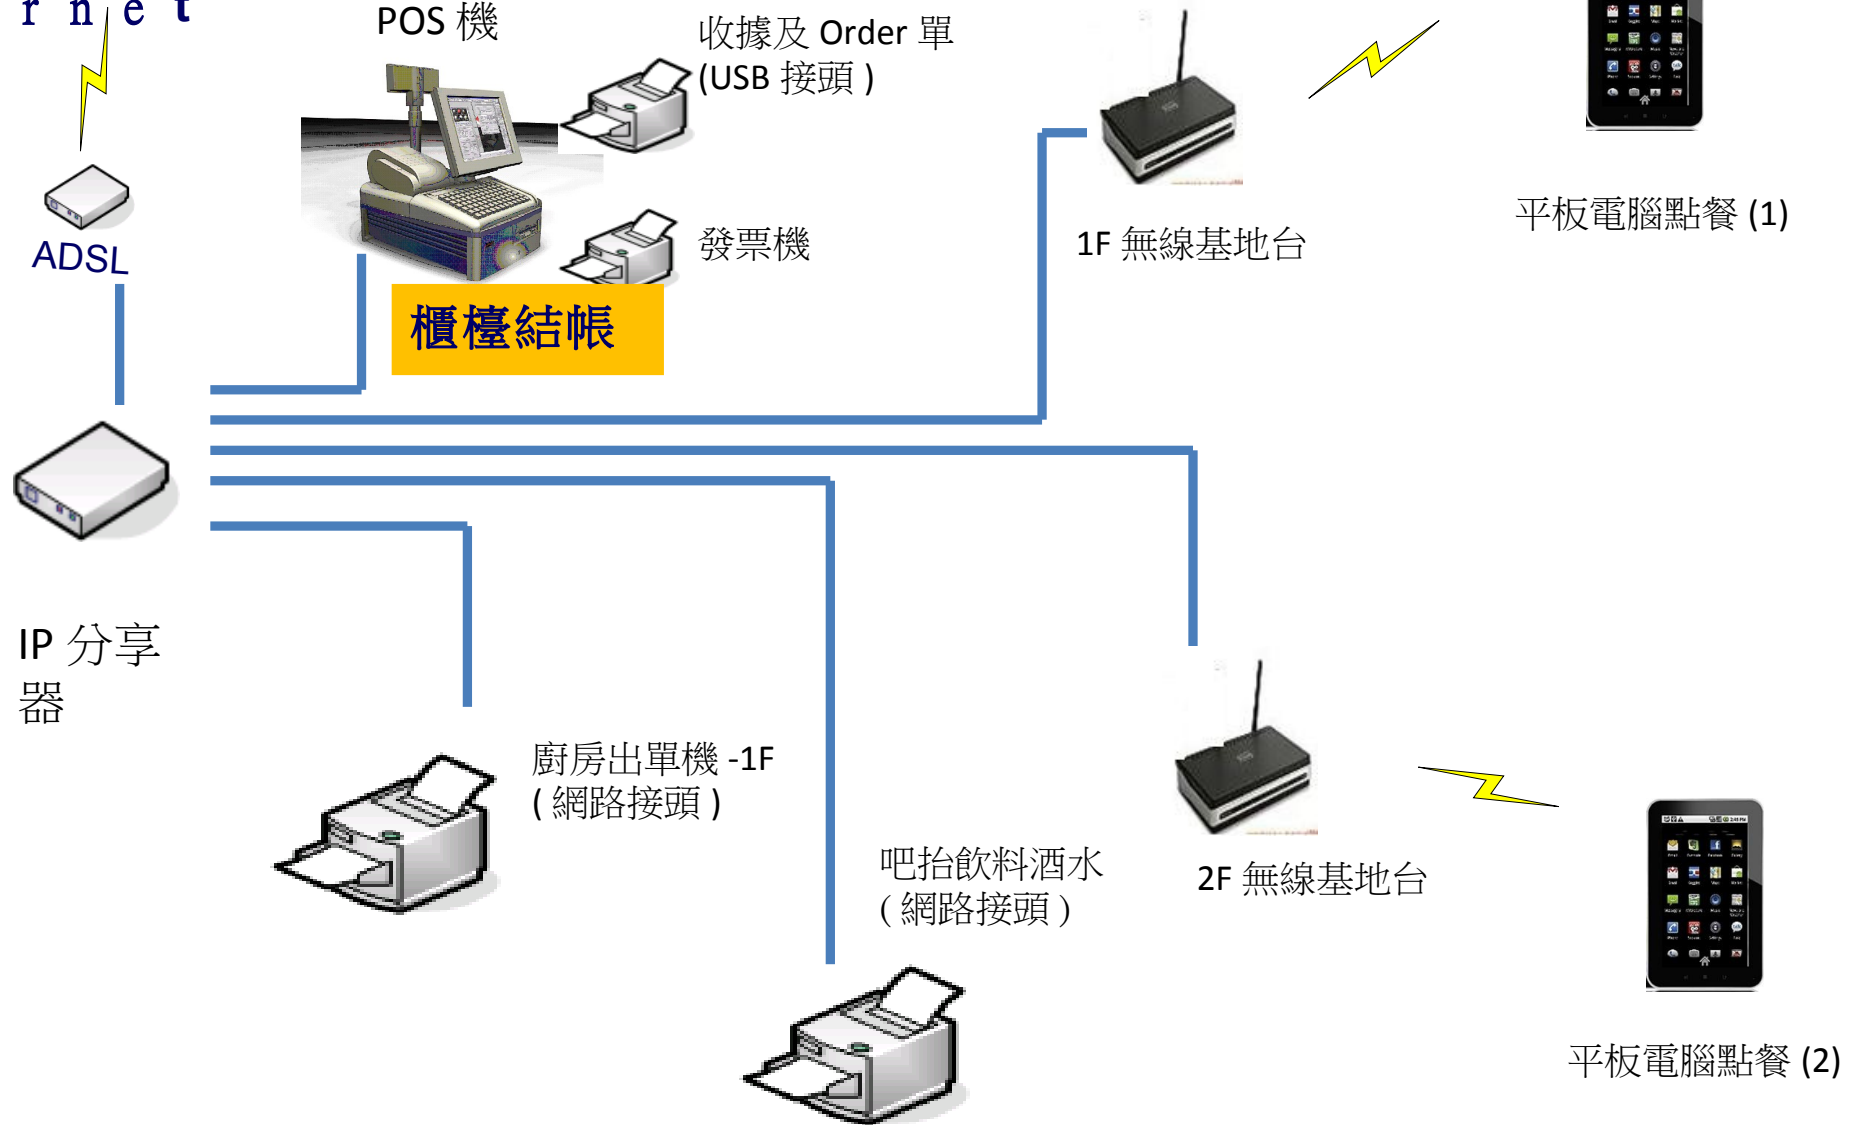 r n e t
POS 機
收據及 Order 單
(USB 接頭 )
ADSL
發票機
1F 無線基地台
平板電腦點餐 (1)
櫃檯結帳
IP 分享
器
廚房出單機 -1F
( 網路接頭 )
吧抬飲料酒水
( 網路接頭 )
2F 無線基地台
平板電腦點餐 (2)